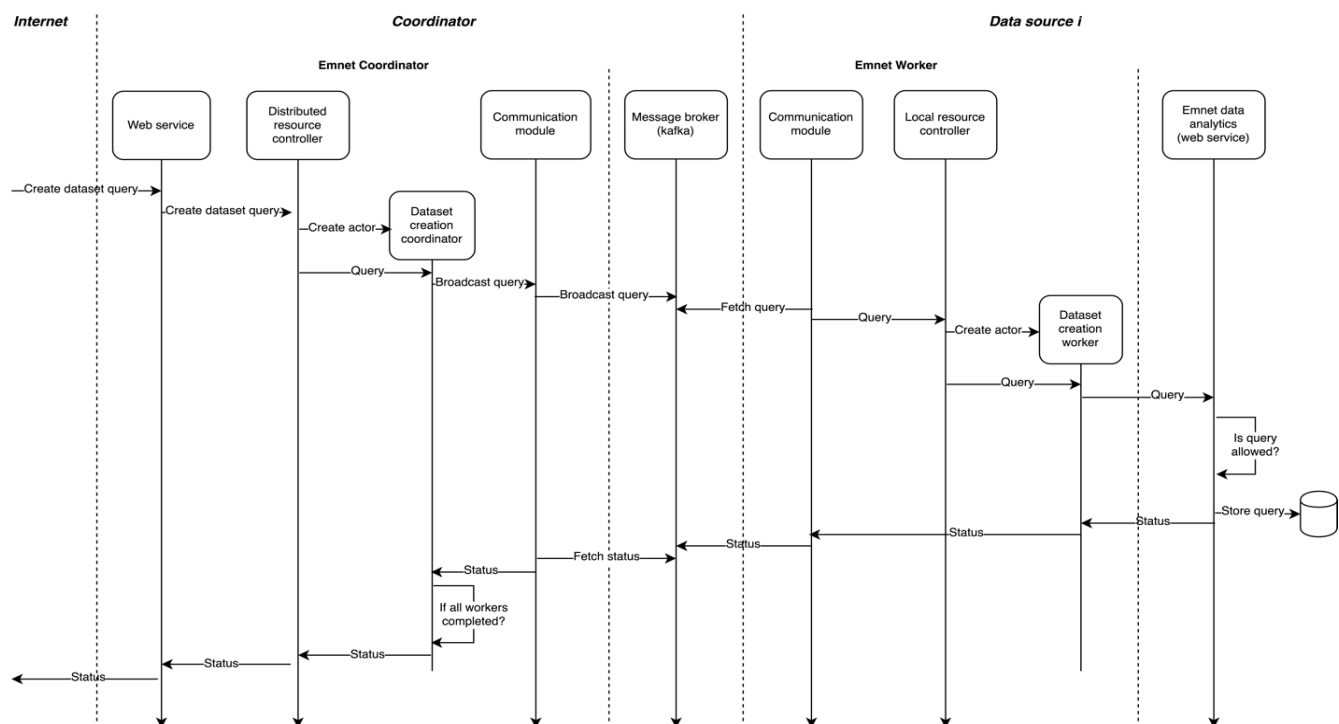 Internet
Coordinator
Data source i
Emnet Coordinator
Emnet Worker
Web service
Distributed
resource
controller
Communication
module
Message broker
(kafka)
Communication
module
Local resource
controller
Emnet data
analytics
(web service)
Create dataset query
Create dataset query
Create actor
Dataset
creation
coordinator
Query
Broadcast query
Broadcast query
Fetch query
Query
Create actor
Dataset
creation
worker
Query
Query
Is query
allowed?
Store query
Status
Status
Status
Fetch status
Status
If all workers
completed?
Status
Status
Status